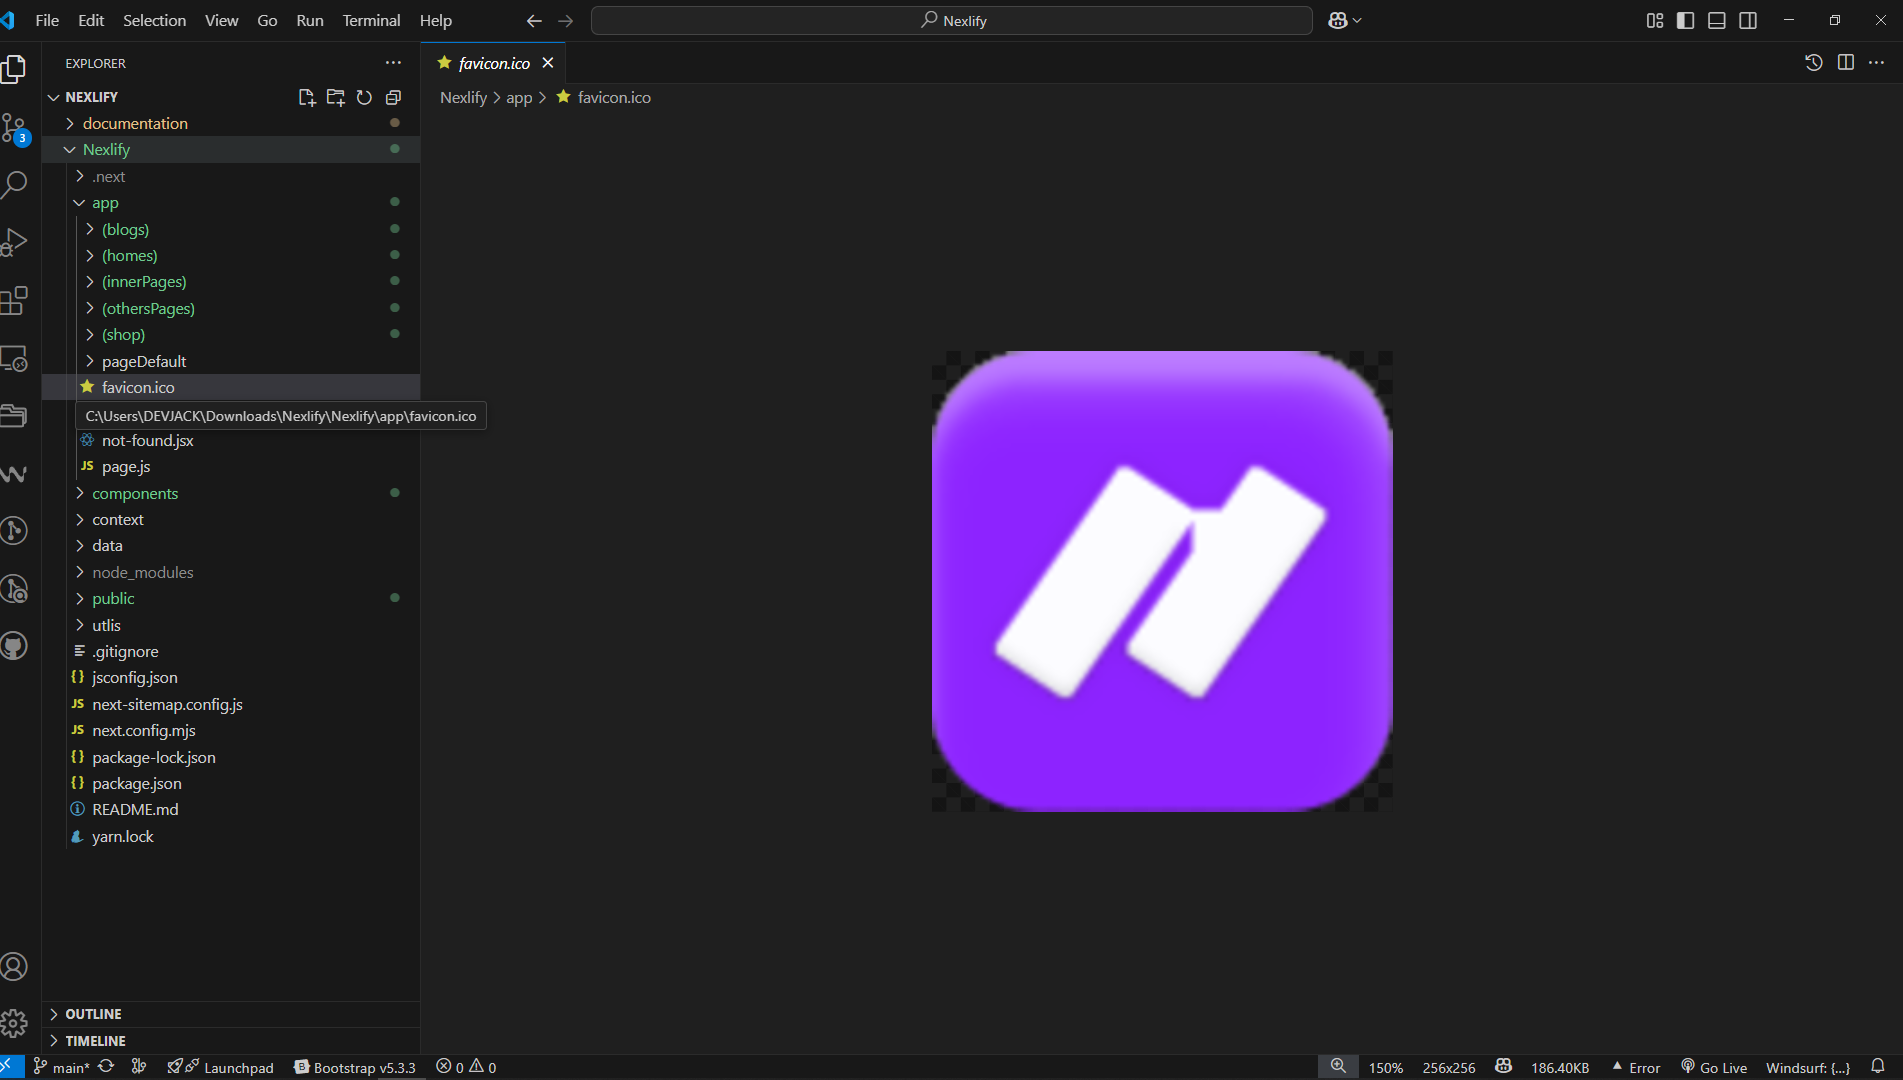 File Edit Selection View Go Run Terminal Help
Nexlify
EXPLORER
favicon.ico
NEXLIFY
Nexlify app favicon.ico
documentation
Nexlify
.next
app
(blogs)
(homes)
(innerPages)
(othersPages)
(shop)
pageDefault
favicon.ico
C:\Users\DEVJACK\Downloads\Nexlify\Nexlify\app\favicon.ico
not-found.jsx
JS page.js
components
context
data
node_modules
public
utlis
.gitignore
{} jsconfig.json
JS next-sitemap.config.js
JS next.config.mjs
{} package-lock.json
{} package.json
README.md
yarn.lock
OUTLINE
TIMELINE
3
main* Launchpad B Bootstrap v5.3.3 0 0 150% 256x256 186.40KB Error Go Live Windsurf: {...}